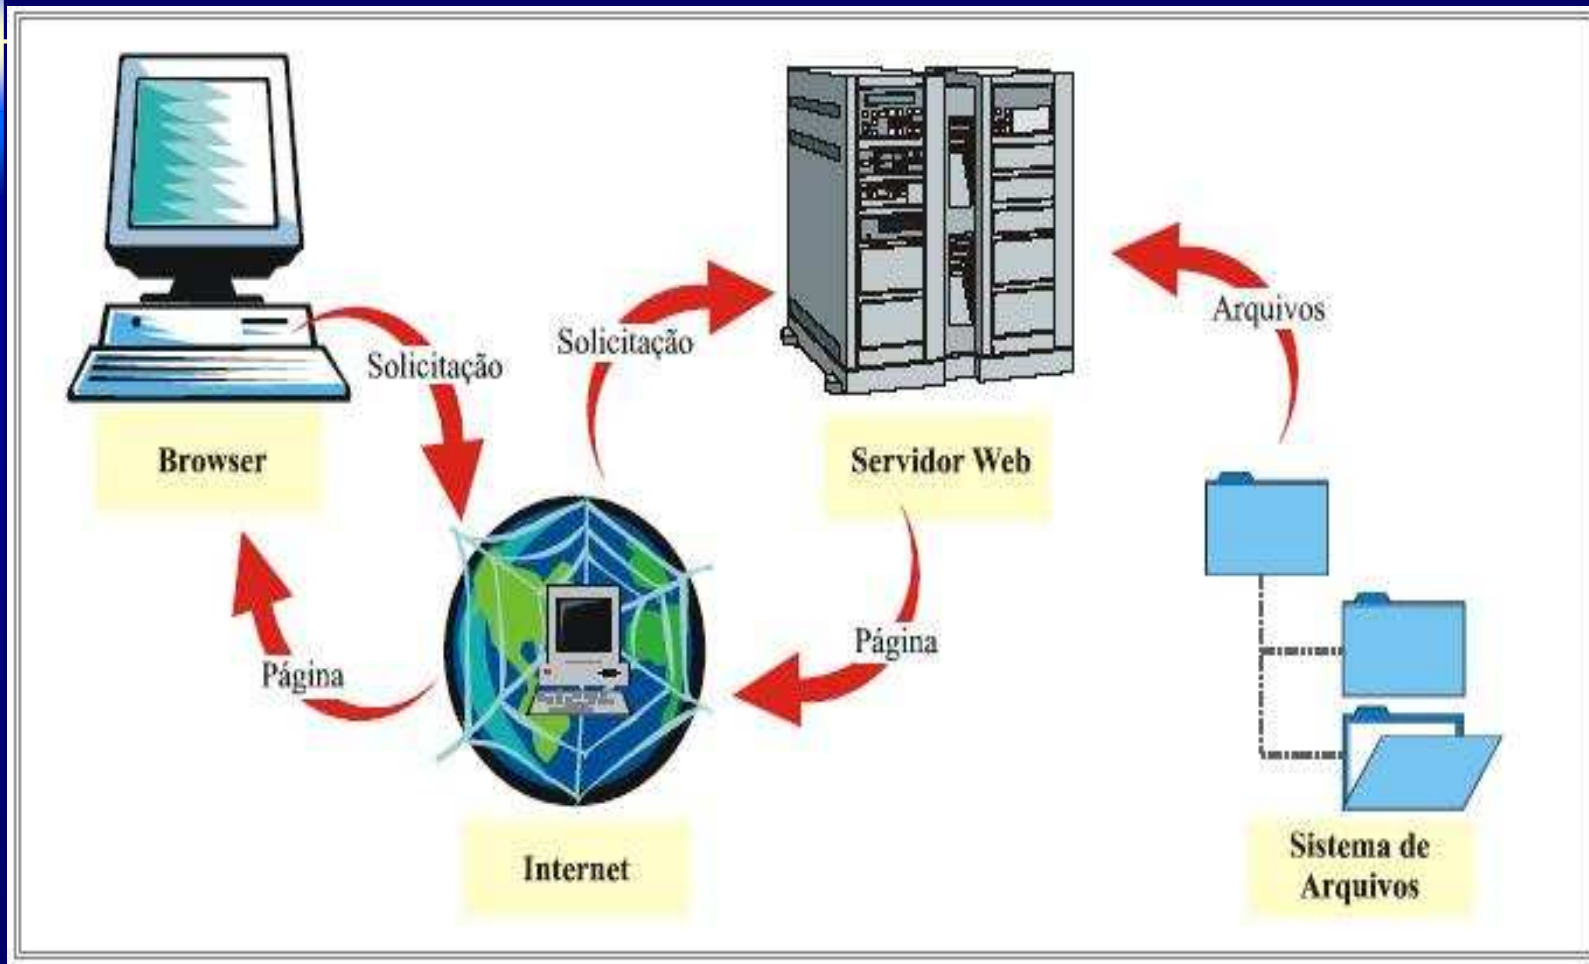 Solicitação
Solicitação
Arquivos
Browser
Servidor Web
Página
Página
Internet
Sistema de
Arquivos